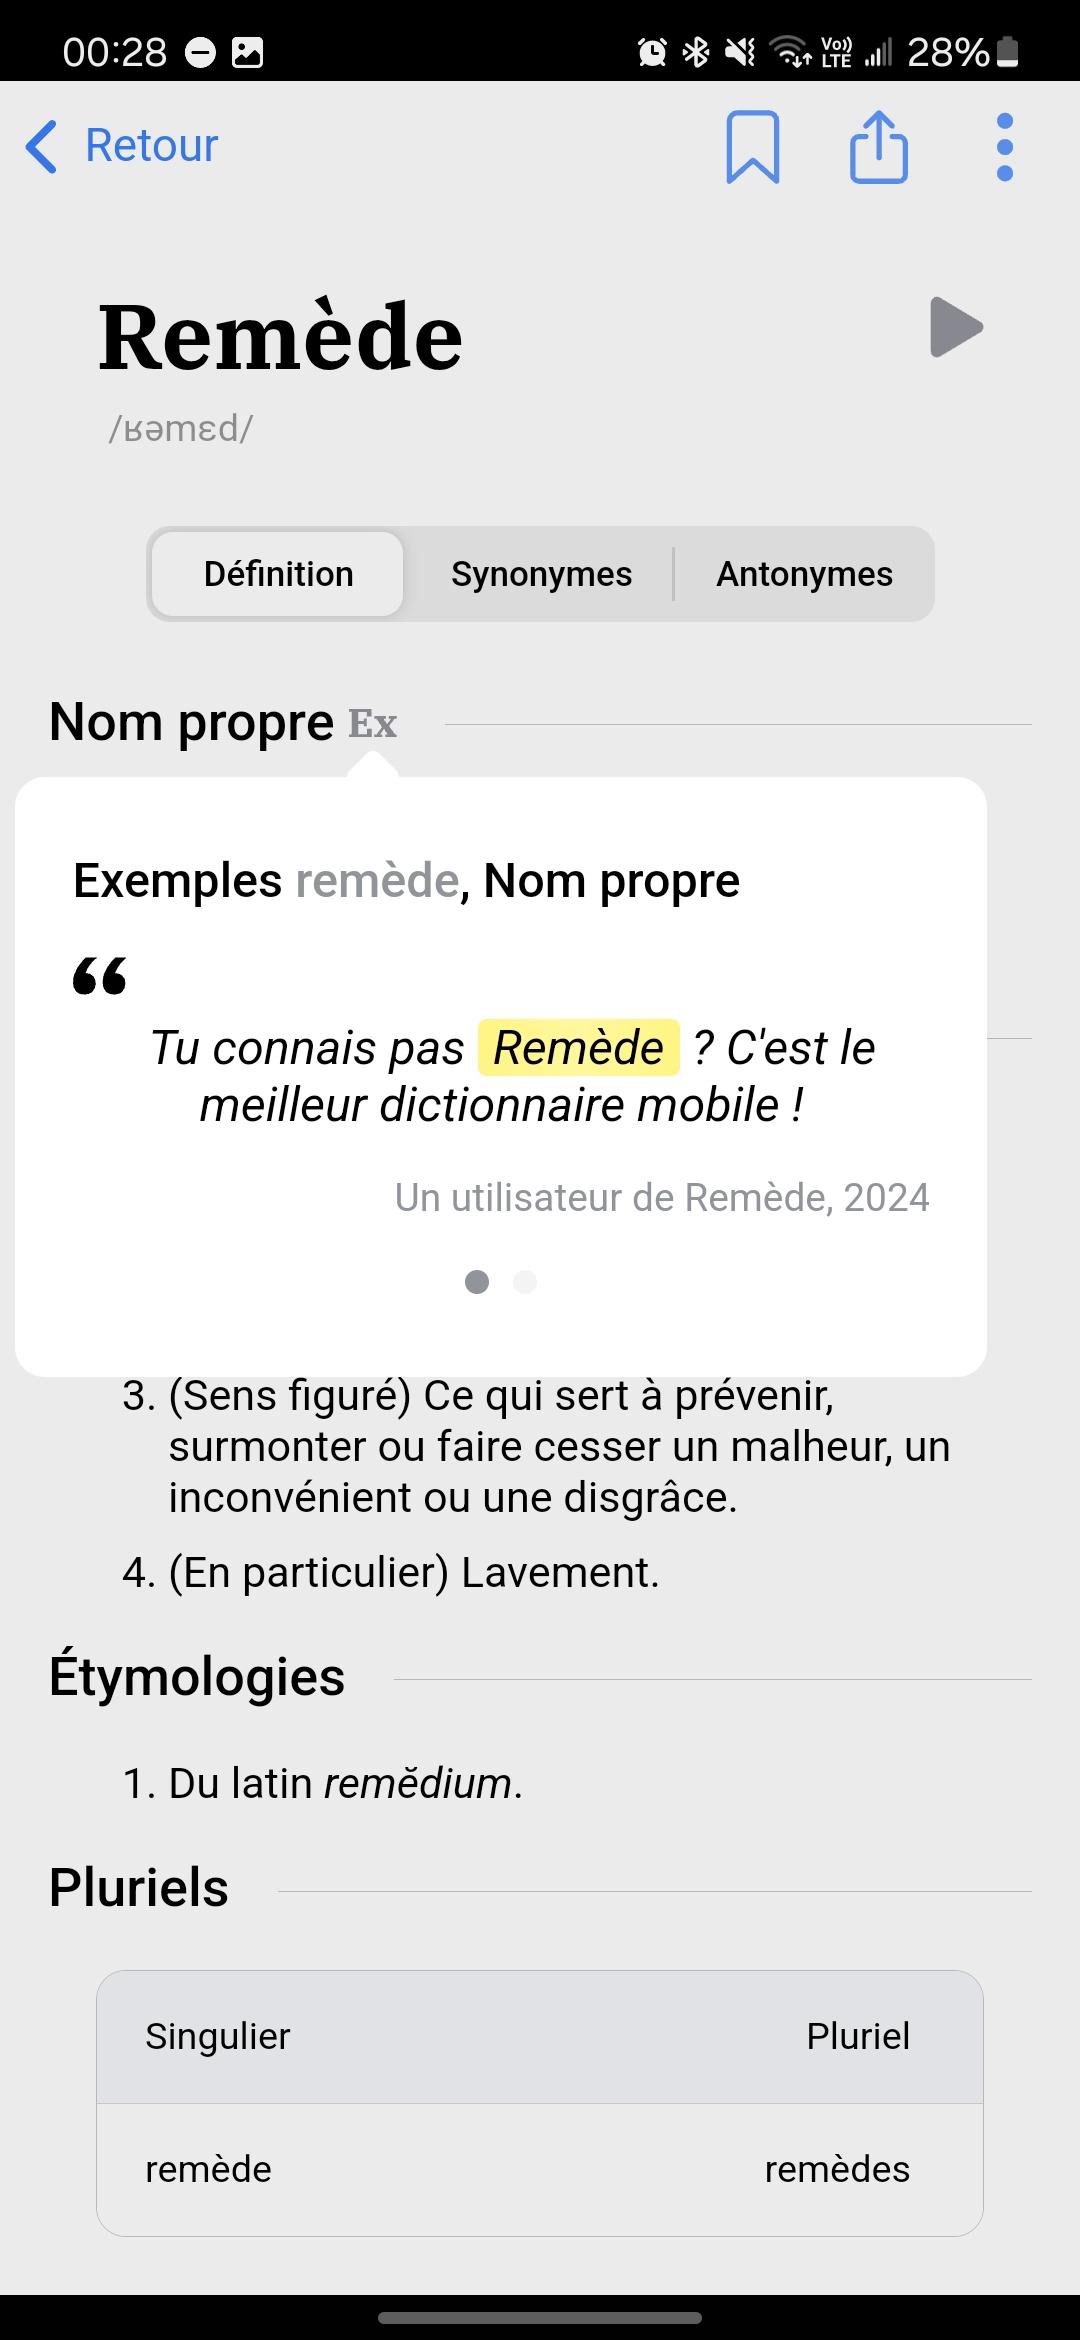 00:28
Vo)) LTE 28%
Retour
Remède
/ʁəmɛd/
Définition Synonymes Antonymes
Nom propre Ex
Exemples remède, Nom propre
“
Tu connais pas Remède ? C'est le
meilleur dictionnaire mobile !
Un utilisateur de Remède, 2024
3. (Sens figuré) Ce qui sert à prévenir,
surmonter ou faire cesser un malheur, un
inconvénient ou une disgrâce.
4. (En particulier) Lavement.
Étymologies
1. Du latin remĕdium.
Pluriels
Singulier Pluriel
remède remèdes